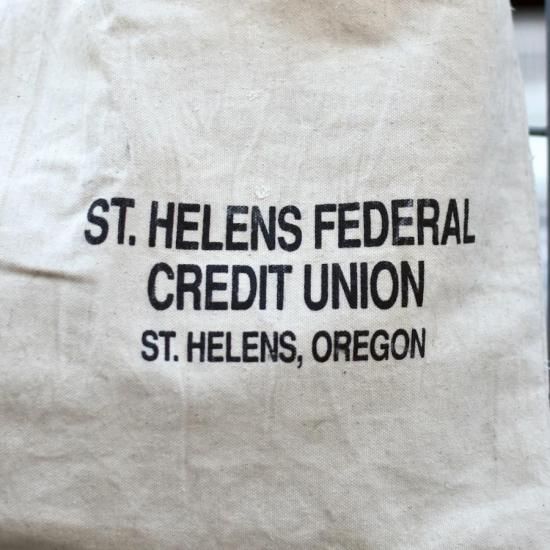 ST. HELENS FEDERAL
CREDIT UNION
ST. HELENS, OREGON